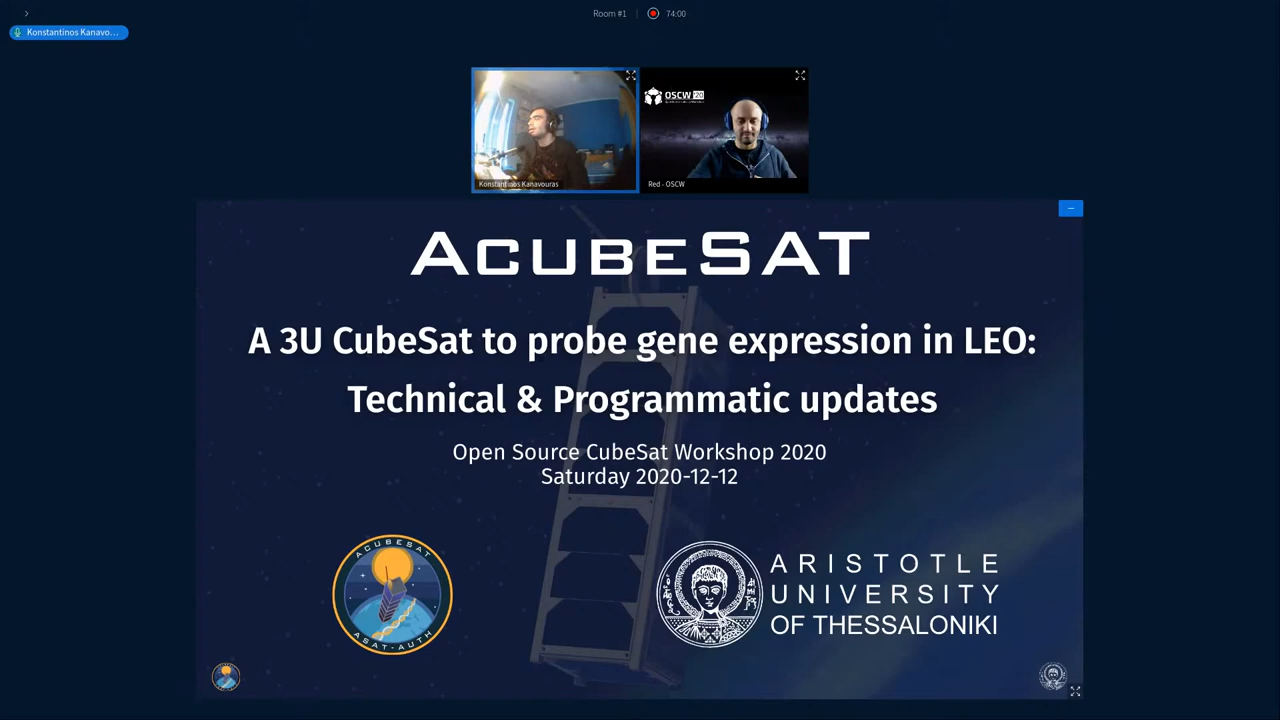 Room #1
74:00
Konstantinos Kanavo...
OSCW '20
Konstantinos Kanavouras
Red - OSCW
ACUBESAT
A 3U CubeSat to probe gene expression in LEO:
Technical & Programmatic updates
Open Source CubeSat Workshop 2020
Saturday 2020-12-12
ACUBESAT
ASAT-AUTH
ARISTOTLE
UNIVERSITY
OF THESSALONIKI